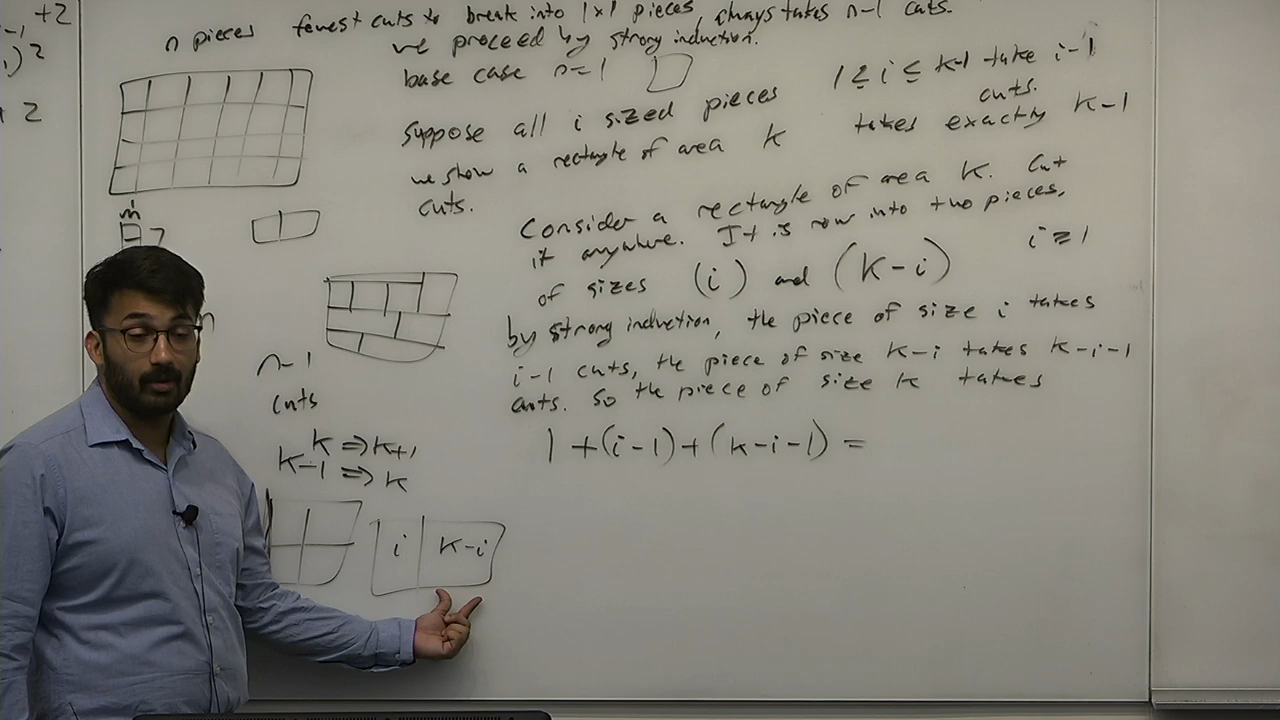 -1 +2
i)²
+ 2
n pieces fewest cuts to break into 1x1 pieces, always takes n-1 cuts.
we proceed by strong induction.
base case n=1
suppose all i sized pieces 1 ≤ i ≤ k-1 take i-1 cuts.
we show a rectangle of area k takes exactly k-1
cuts.
Consider a rectangle of area k. Cut
it anywhere. It is now into two pieces,
of sizes (i) and (k-i) i≥1
by strong induction, the piece of size i takes
i-1 cuts, the piece of size k-i takes k-i-1
cuts. So the piece of size k takes
1 + (i-1) + (k-i-1) =
n-1
cuts
k ⇒ k+1
k-1 ⇒ k
i k-i